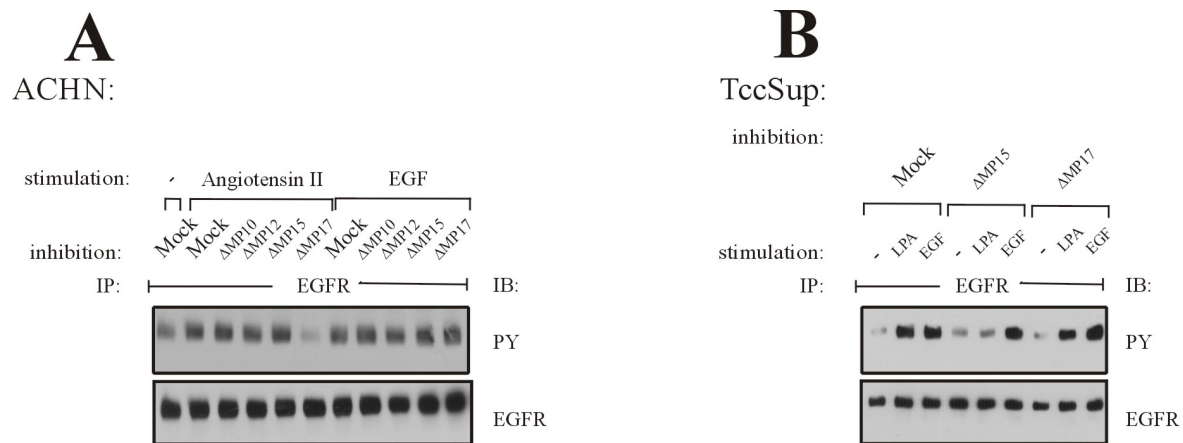 A
ACHN:
stimulation: - Angiotensin II EGF
inhibition: Mock Mock ΔMP10 ΔMP12 ΔMP15 ΔMP17 Mock ΔMP10 ΔMP12 ΔMP15 ΔMP17
IP: EGFR IB:
PY
EGFR
B
TccSup:
inhibition: Mock ΔMP15 ΔMP17
stimulation: - LPA EGF - LPA EGF - LPA EGF
IP: EGFR IB:
PY
EGFR